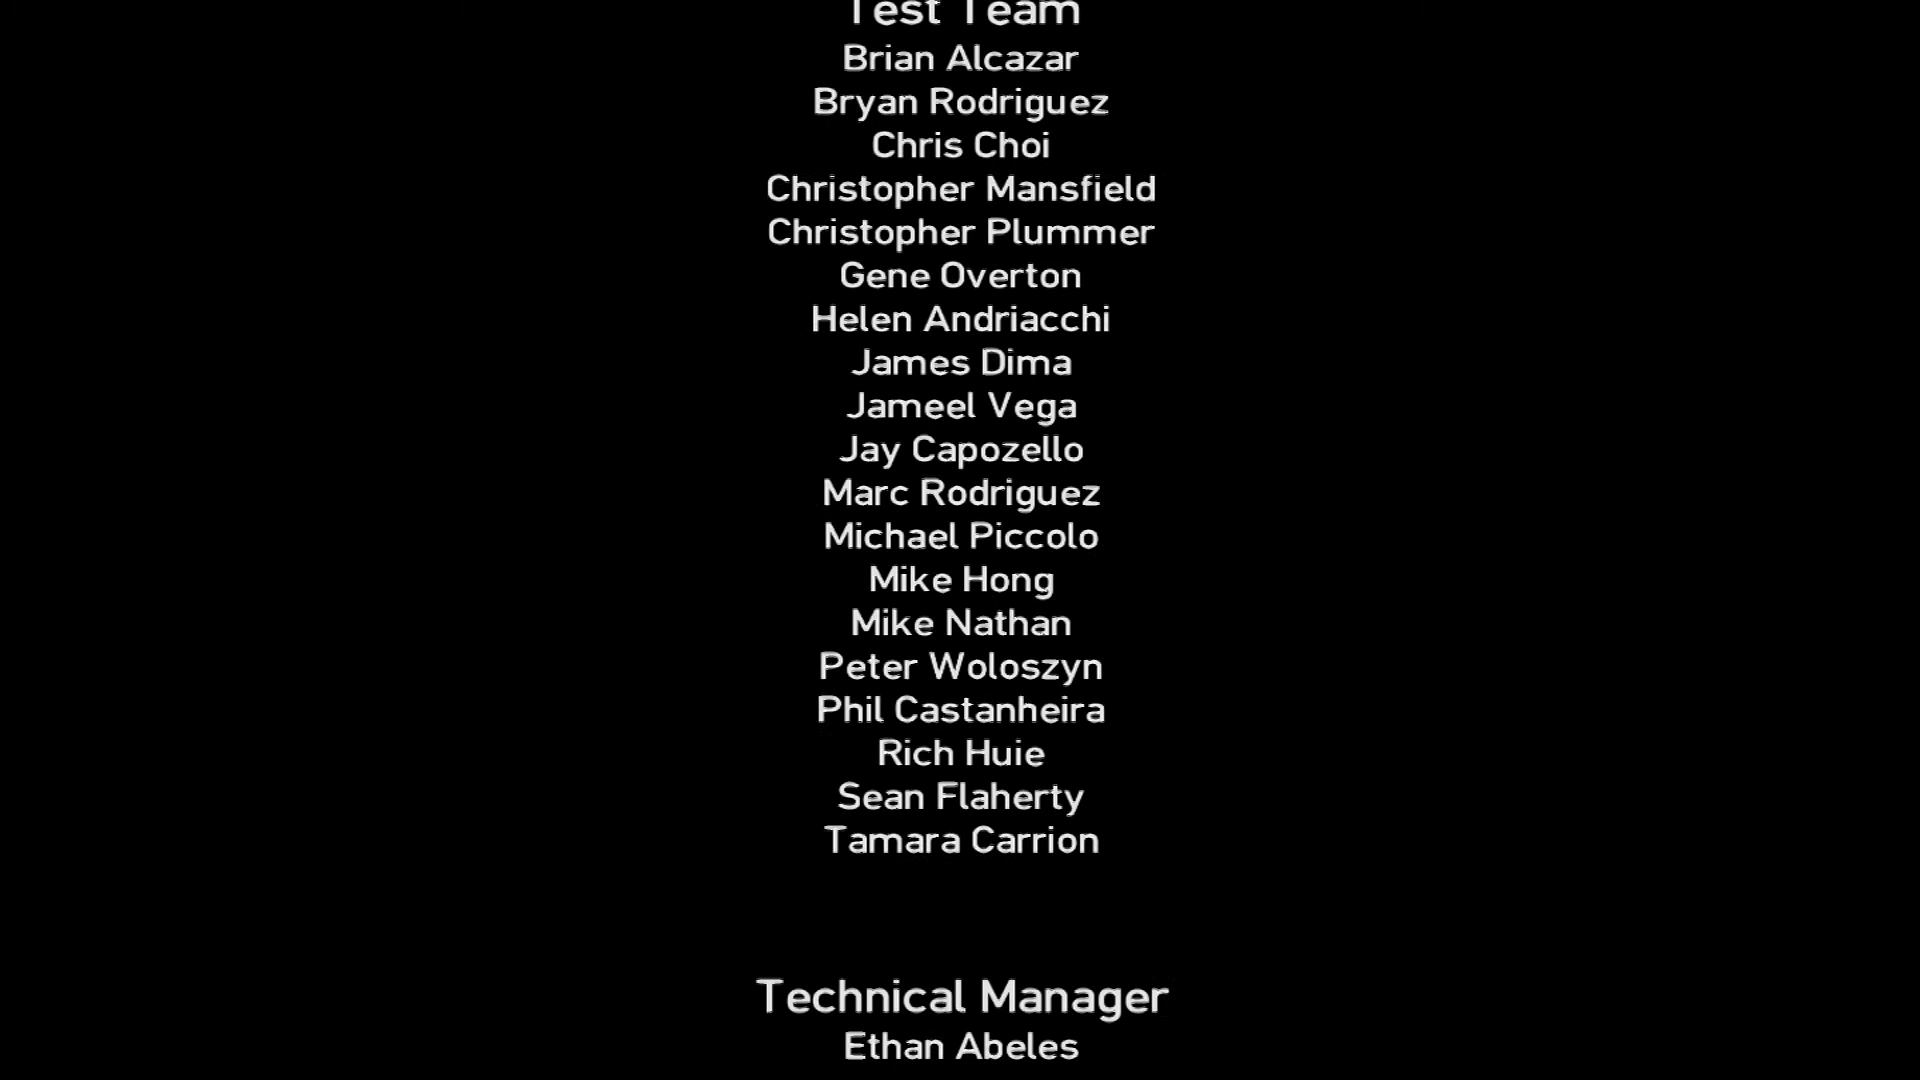 Test Team
Brian Alcazar
Bryan Rodriguez
Chris Choi
Christopher Mansfield
Christopher Plummer
Gene Overton
Helen Andriacchi
James Dima
Jameel Vega
Jay Capozello
Marc Rodriguez
Michael Piccolo
Mike Hong
Mike Nathan
Peter Woloszyn
Phil Castanheira
Rich Huie
Sean Flaherty
Tamara Carrion
Technical Manager
Ethan Abeles